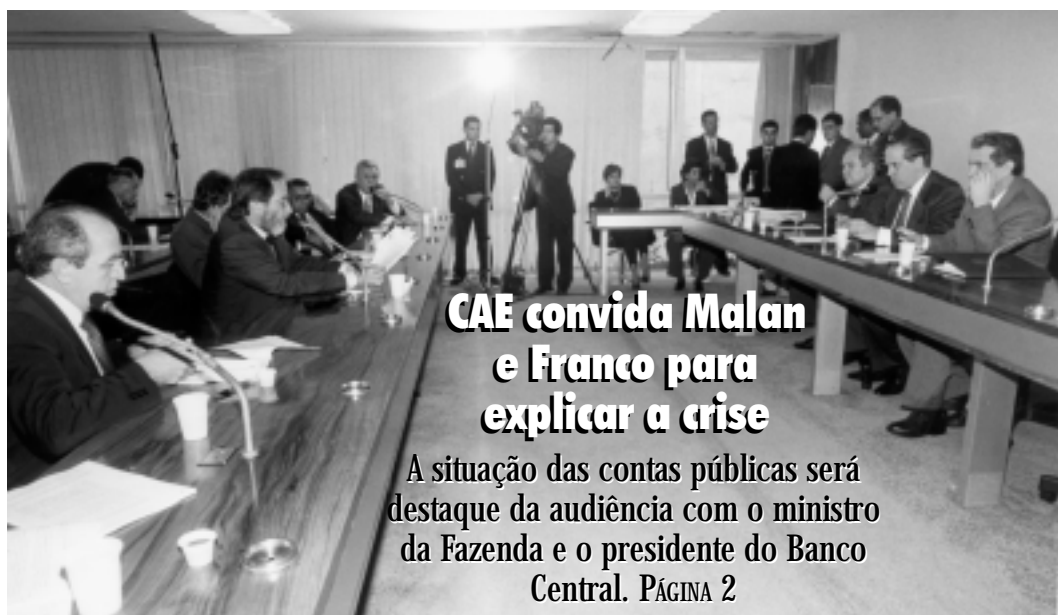 CAE convida Malan
e Franco para
explicar a crise
A situação das contas públicas será
destaque da audiência com o ministro
da Fazenda e o presidente do Banco
Central. PÁGINA 2